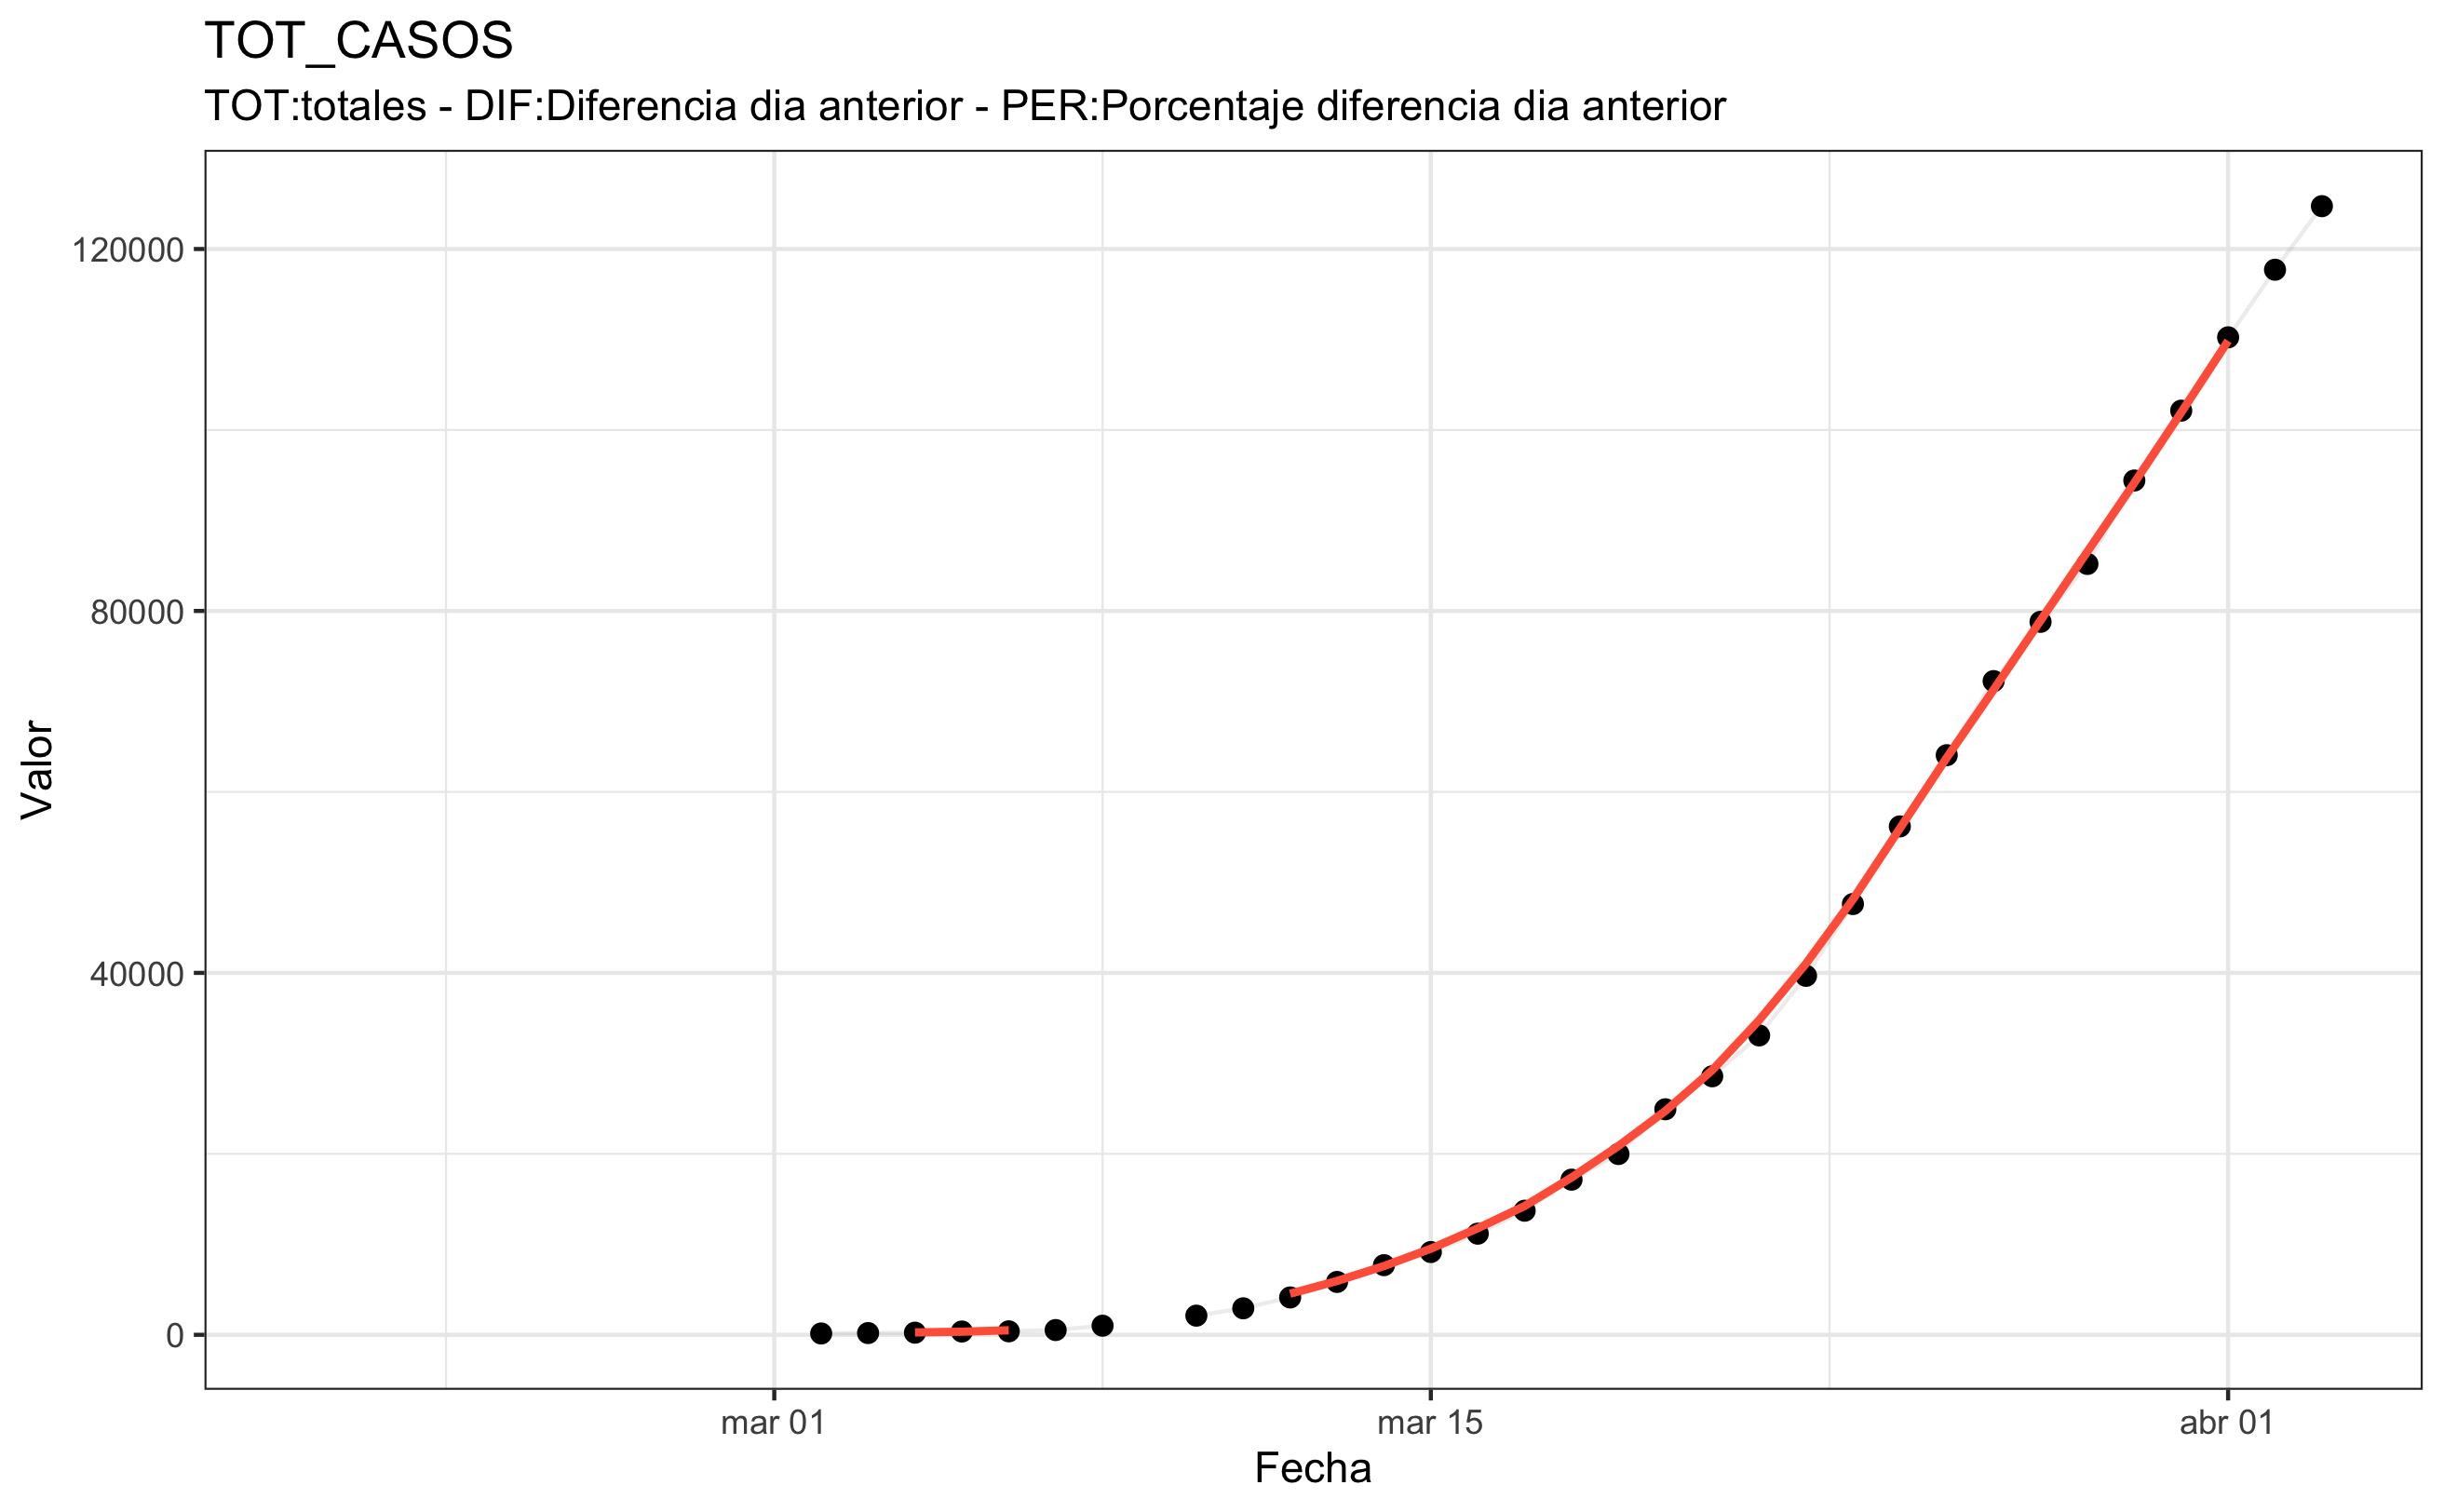 TOT_CASOS
TOT:totales - DIF:Diferencia dia anterior - PER:Porcentaje diferencia dia anterior
120000
80000
40000
0
Valor
mar 01
mar 15
abr 01
Fecha